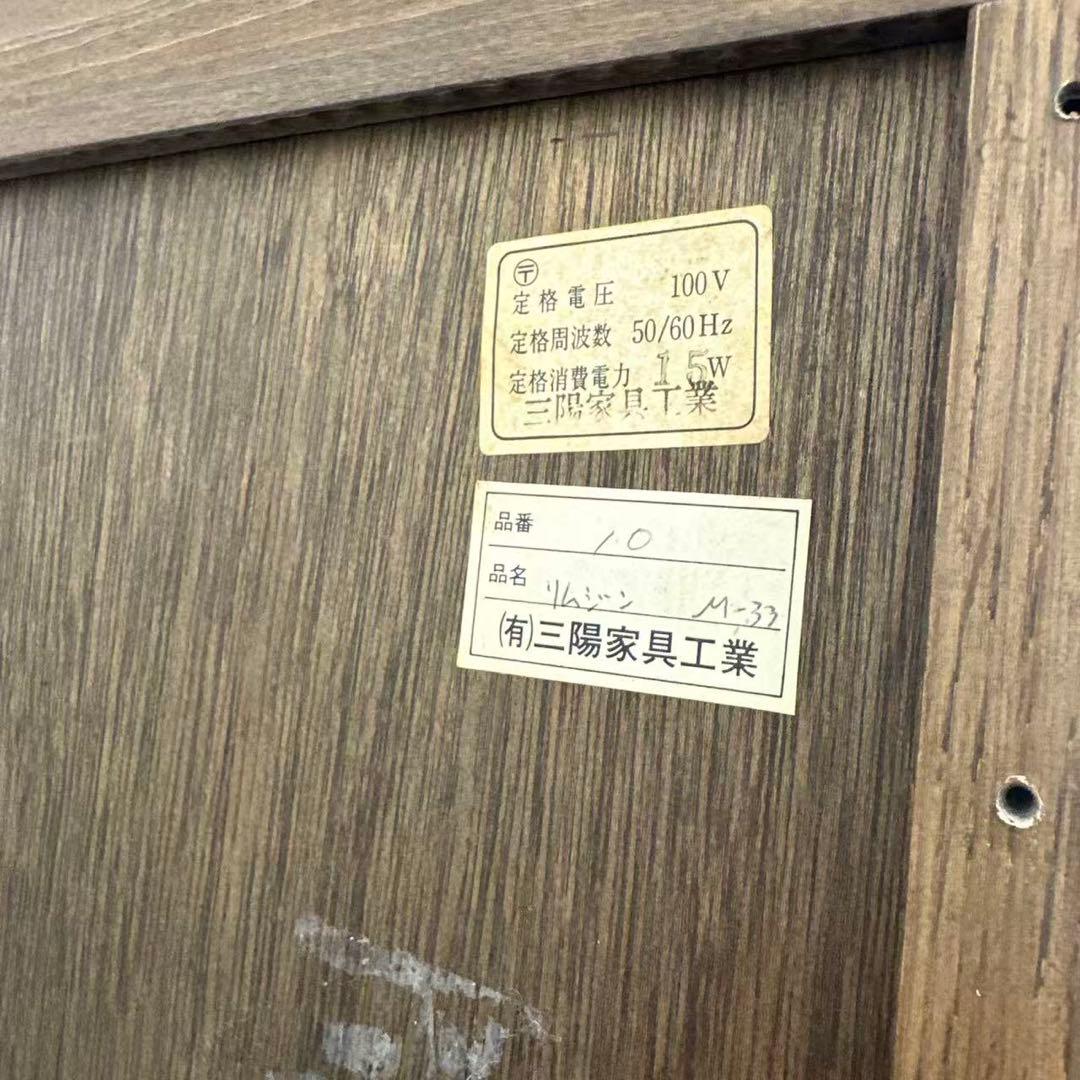 〒
定格電圧 100V
定格周波数 50/60Hz
定格消費電力 15W
三陽家具工業
品番 10
品名 リムジン M-33
(有)三陽家具工業